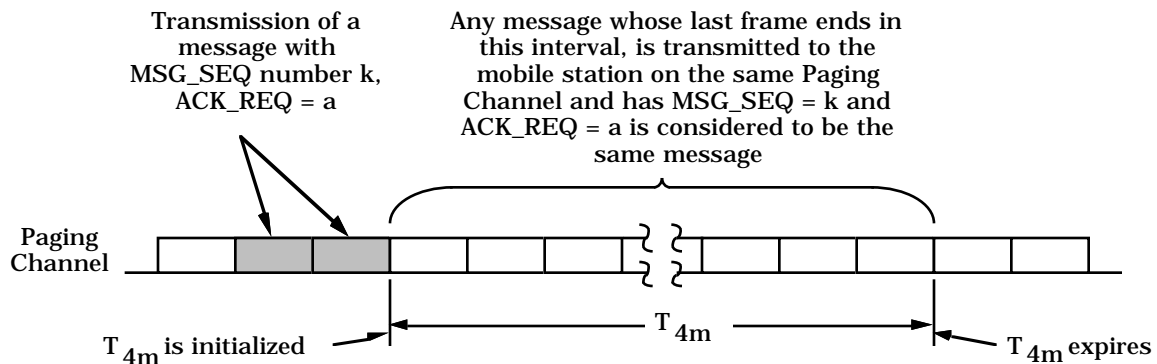 Transmission of a
message with
MSG_SEQ number k,
ACK_REQ = a
Any message whose last frame ends in
this interval, is transmitted to the
mobile station on the same Paging
Channel and has MSG_SEQ = k and
ACK_REQ = a is considered to be the
same message
Paging
Channel
T4m
T4m is initialized
T4m expires